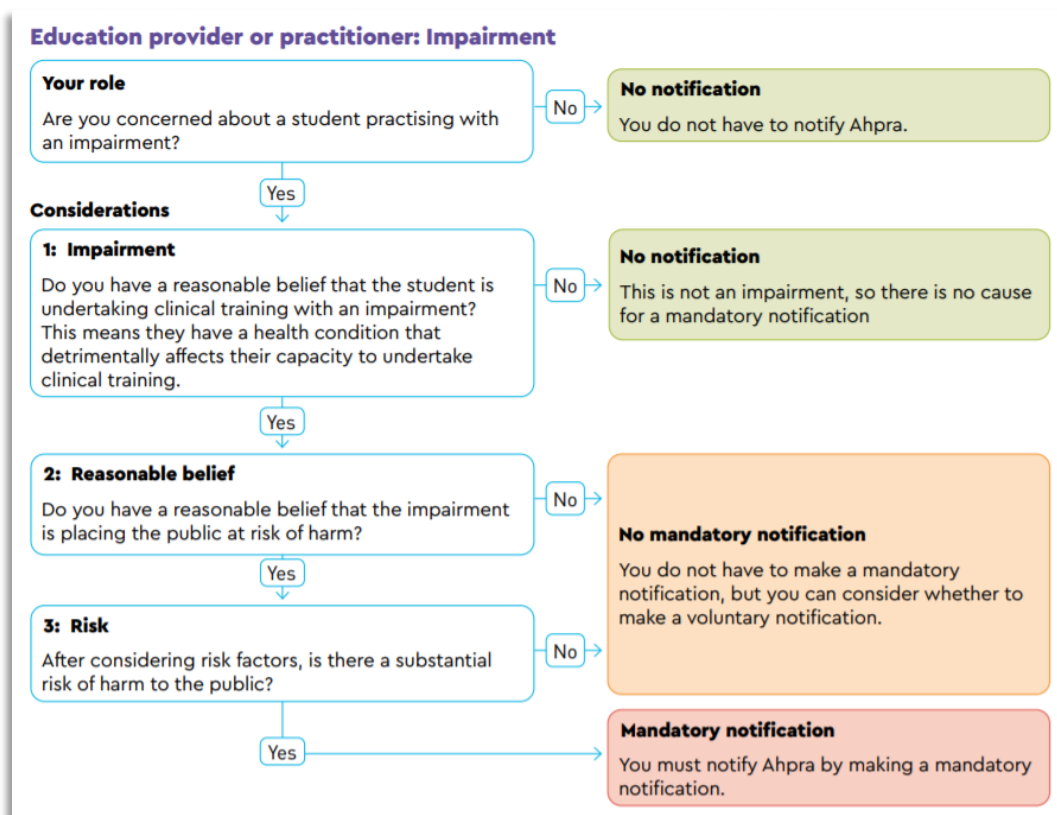 Education provider or practitioner: Impairment
Your role
Are you concerned about a student practising with
an impairment?
No
No notification
You do not have to notify Ahpra.
Yes
Considerations
1: Impairment
Do you have a reasonable belief that the student is
undertaking clinical training with an impairment?
This means they have a health condition that
detrimentally affects their capacity to undertake
clinical training.
No
No notification
This is not an impairment, so there is no cause
for a mandatory notification
Yes
2: Reasonable belief
Do you have a reasonable belief that the impairment
is placing the public at risk of harm?
No
Yes
3: Risk
After considering risk factors, is there a substantial
risk of harm to the public?
No
No mandatory notification
You do not have to make a mandatory
notification, but you can consider whether to
make a voluntary notification.
Yes
Mandatory notification
You must notify Ahpra by making a mandatory
notification.